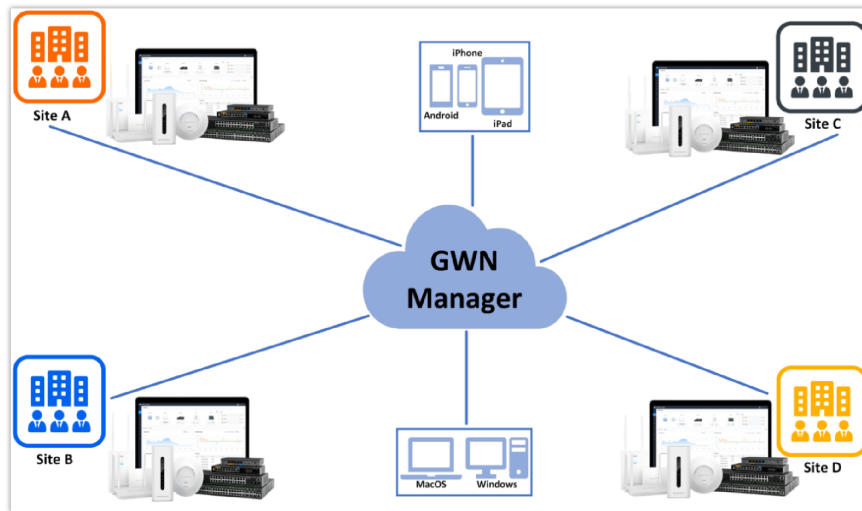 iPhone
Android
iPad
Site A
Site C
GWN
Manager
Site B
MacOS
Windows
Site D